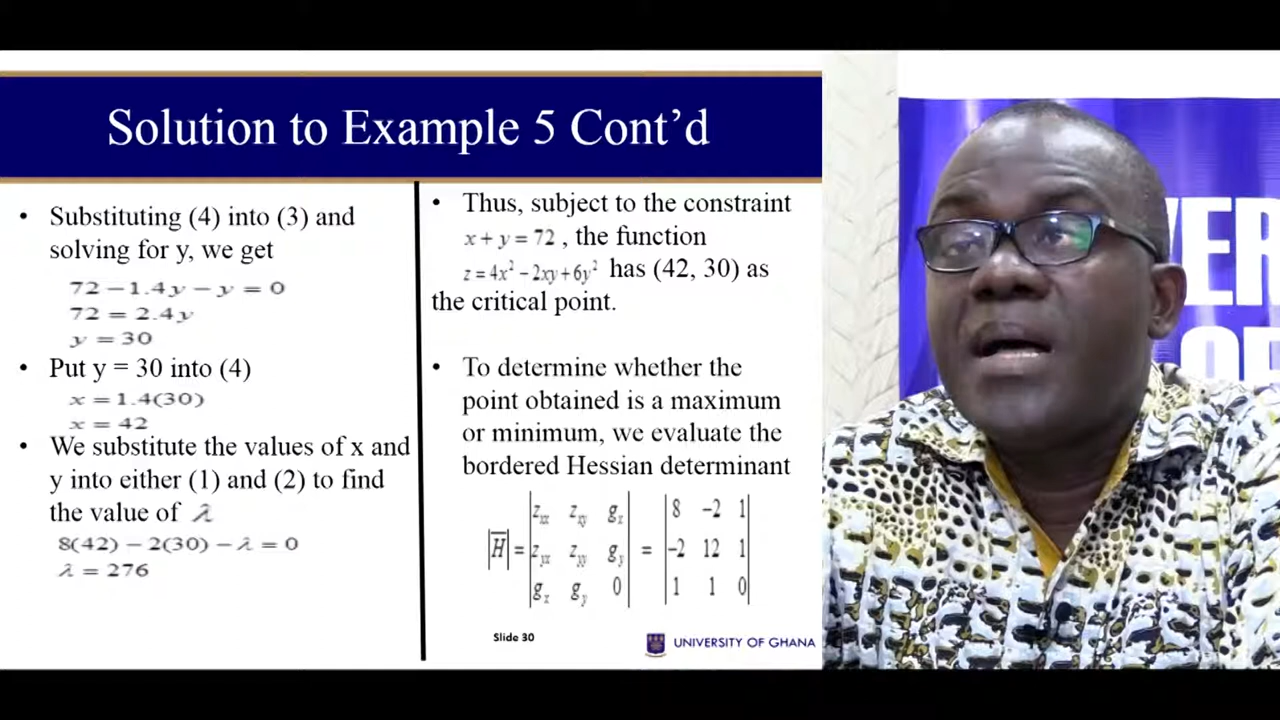 Solution to Example 5 Cont’d
• Substituting (4) into (3) and
solving for y, we get
72 − 1.4y − y = 0
72 = 2.4y
y = 30
• Put y = 30 into (4)
x = 1.4(30)
x = 42
• We substitute the values of x and
y into either (1) and (2) to find
the value of λ
8(42) − 2(30) − λ = 0
λ = 276
• Thus, subject to the constraint
x + y = 72 , the function
z = 4x² − 2xy + 6y² has (42, 30) as
the critical point.
• To determine whether the
point obtained is a maximum
or minimum, we evaluate the
bordered Hessian determinant
|z_xx z_xy g_x| |8 −2 1|
|H̅| = |z_yx z_yy g_y| = |−2 12 1|
|g_x g_y 0| |1 1 0|
Slide 30
UNIVERSITY OF GHANA
VER
OF